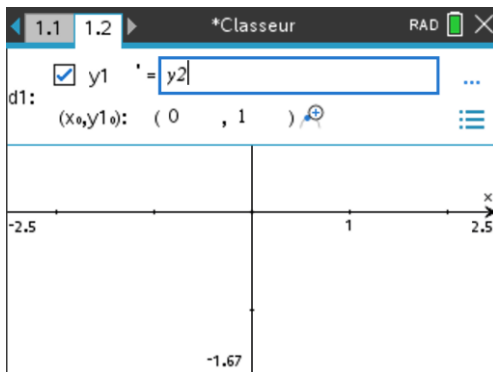 1.1 1.2 *Classeur RAD
y1 '= y2
d1:
(x₀,y1₀): ( 0 , 1 )
x
-2.5 1 2.5
-1.67